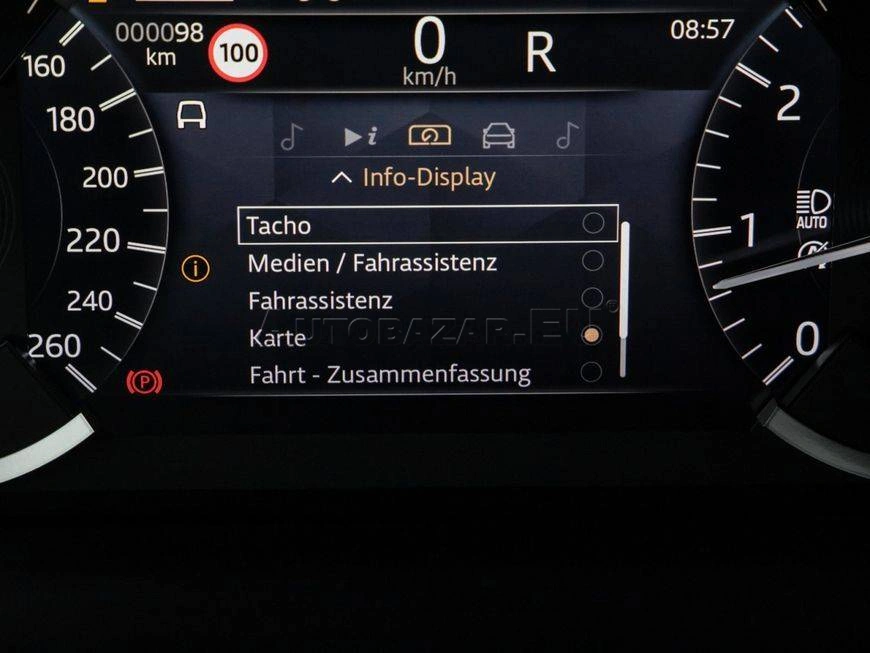 000098
km
100
0
km/h
R
08:57
160
180
200
220
240
260
i
Info-Display
Tacho
Medien / Fahrassistenz
Fahrassistenz
Karte
Fahrt - Zusammenfassung
i
P
2
1
0
AUTO
A
AUTOBAZAR.EU®